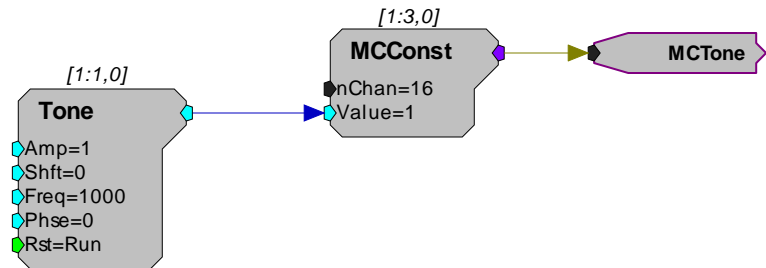 [1:3,0]
MCConst
MCTone
nChan=16
Value=1
[1:1,0]
Tone
Amp=1
Shft=0
Freq=1000
Phse=0
Rst=Run